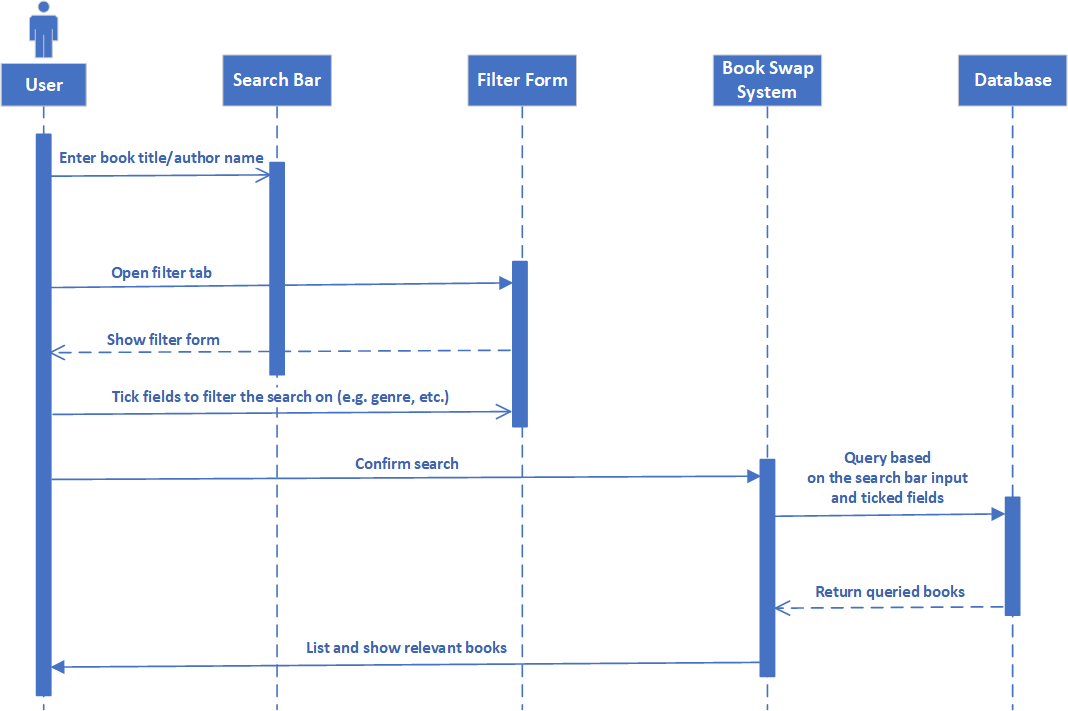 User
Search Bar
Filter Form
Book Swap
System
Database
Enter book title/author name
Open filter tab
Show filter form
Tick fields to filter the search on (e.g. genre, etc.)
Confirm search
Query based
on the search bar input
and ticked fields
Return queried books
List and show relevant books